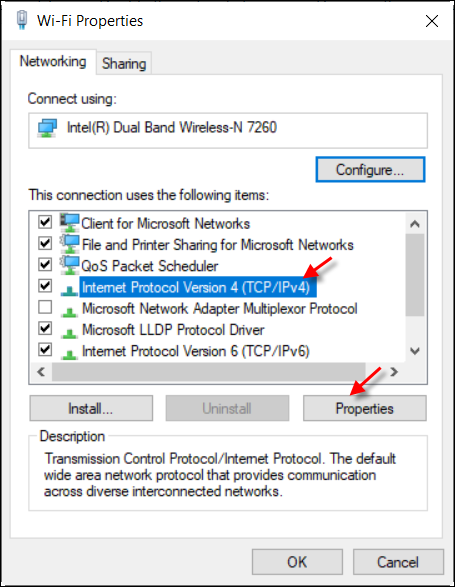 Wi-Fi Properties
Networking
Sharing
Connect using:
Intel(R) Dual Band Wireless-N 7260
Configure...
This connection uses the following items:
Client for Microsoft Networks
File and Printer Sharing for Microsoft Networks
QoS Packet Scheduler
Internet Protocol Version 4 (TCP/IPv4)
Microsoft Network Adapter Multiplexor Protocol
Microsoft LLDP Protocol Driver
Internet Protocol Version 6 (TCP/IPv6)
Install...
Uninstall
Properties
Description
Transmission Control Protocol/Internet Protocol. The default
wide area network protocol that provides communication
across diverse interconnected networks.
OK
Cancel